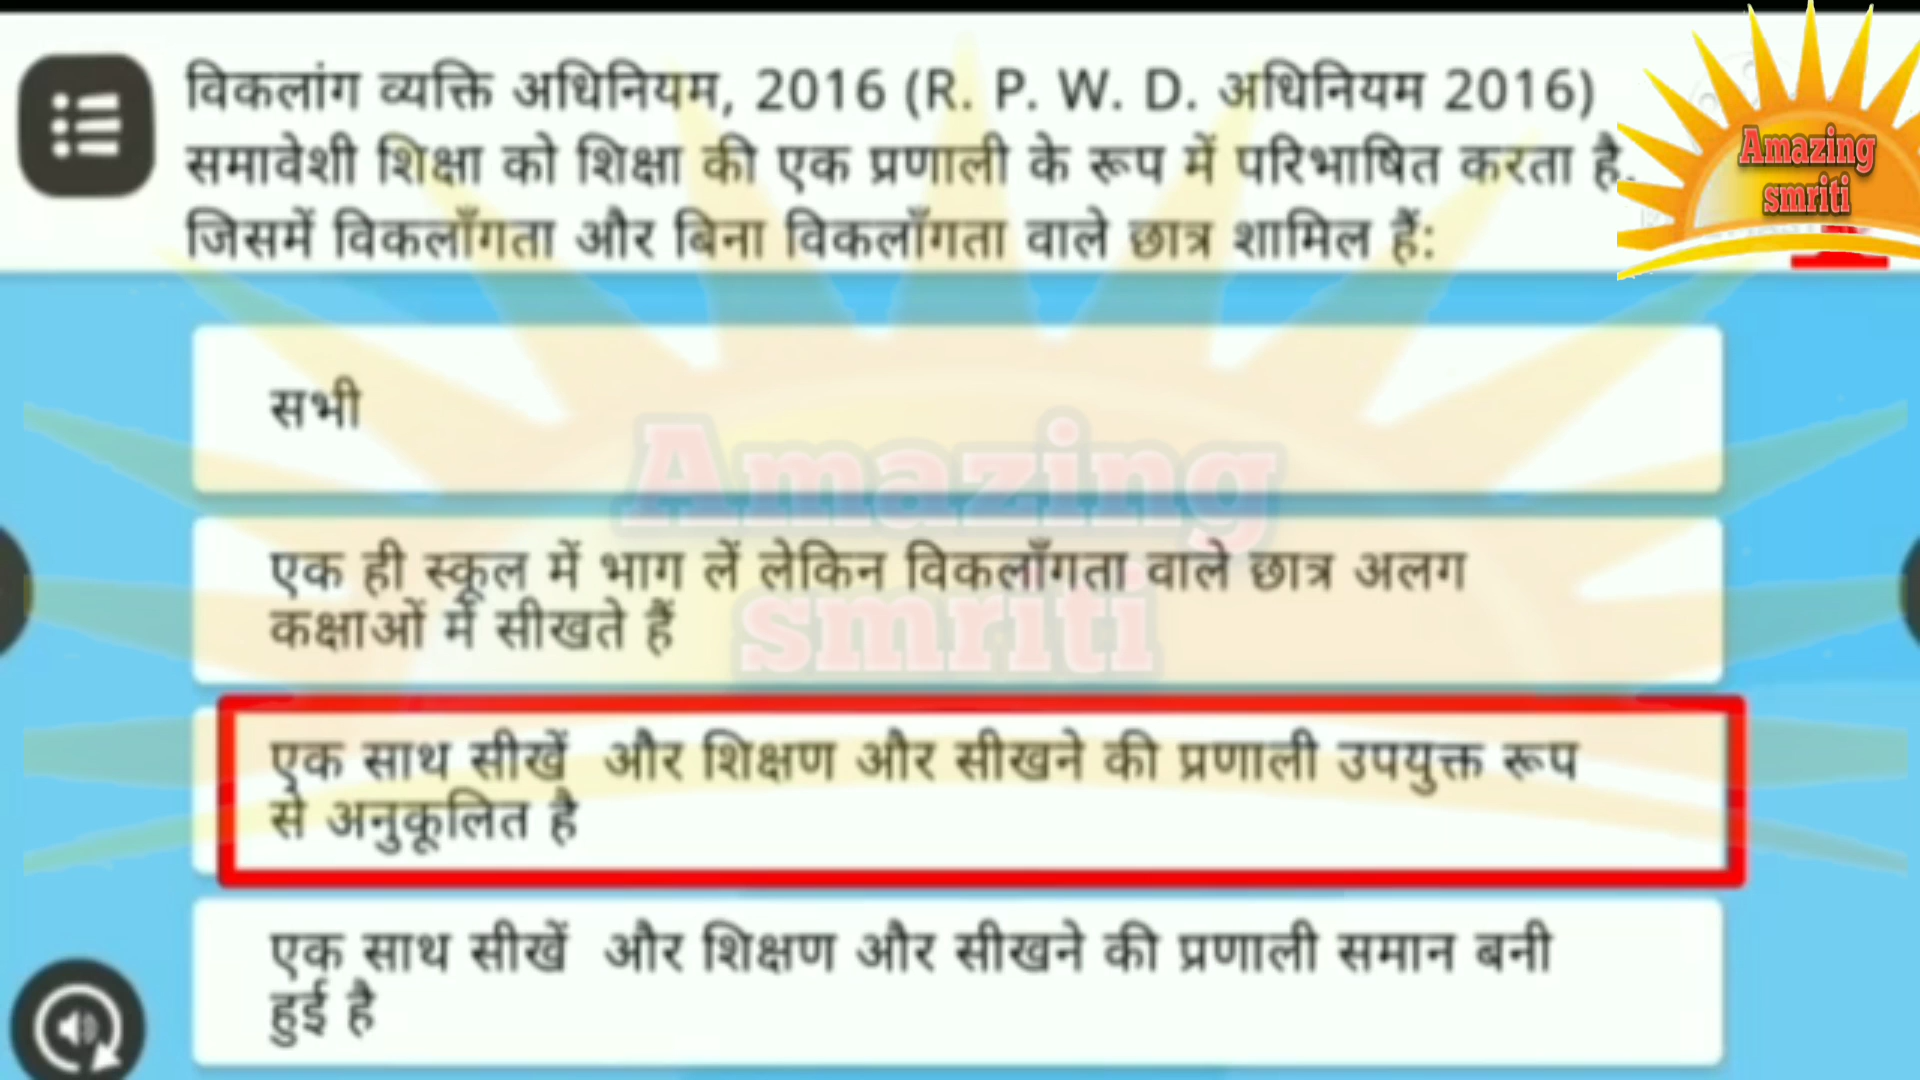 विकलांग व्यक्ति अधिनियम, 2016 (R. P. W. D. अधिनियम 2016)
समावेशी शिक्षा को शिक्षा की एक प्रणाली के रूप में परिभाषित करता है,
जिसमें विकलाँगता और बिना विकलाँगता वाले छात्र शामिल हैं:
Amazing
smriti
सभी
एक ही स्कूल में भाग लें लेकिन विकलाँगता वाले छात्र अलग
कक्षाओं में सीखते हैं
एक साथ सीखें और शिक्षण और सीखने की प्रणाली उपयुक्त रूप
से अनुकूलित है
एक साथ सीखें और शिक्षण और सीखने की प्रणाली समान बनी
हुई है
Amazing
smriti